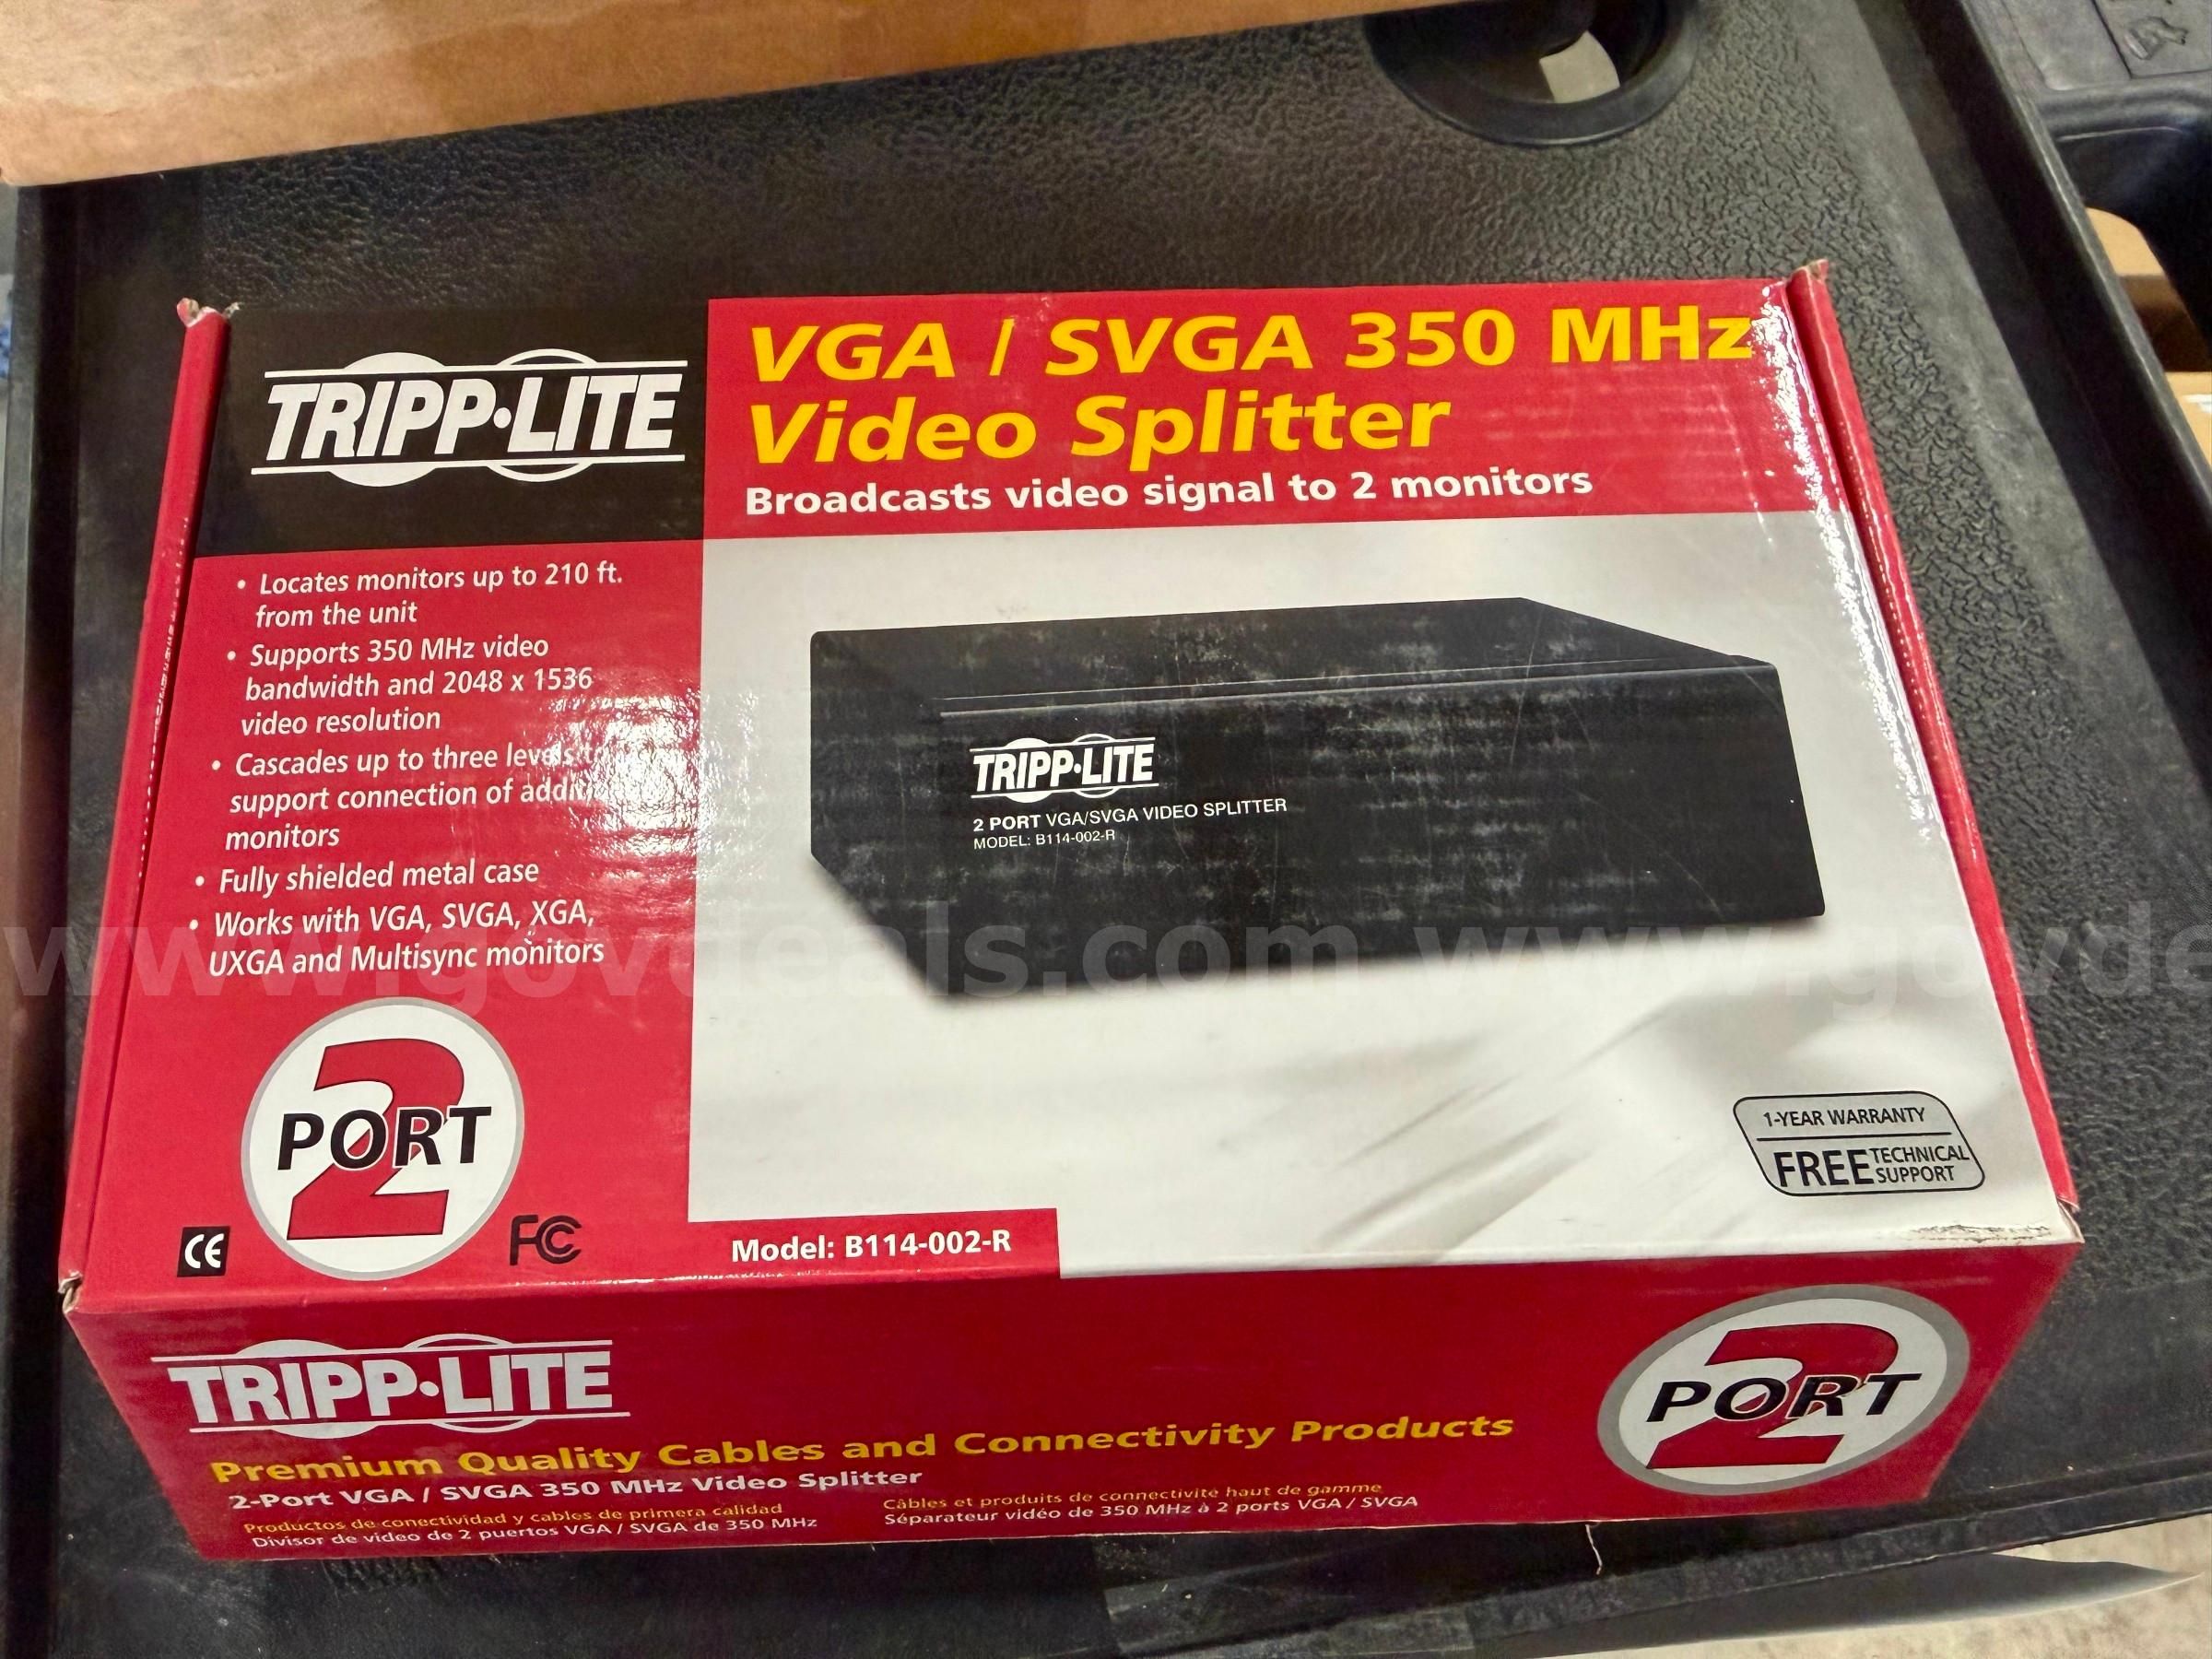 TRIPP·LITE
VGA / SVGA 350 MHz
Video Splitter
Broadcasts video signal to 2 monitors
• Locates monitors up to 210 ft.
from the unit
• Supports 350 MHz video
bandwidth and 2048 x 1536
video resolution
• Cascades up to three levels
support connection of
monitors
• Fully shielded metal case
• Works with VGA, SVGA, XGA,
UXGA and Multisync monitors
TRIPP·LITE
2 PORT VGA/SVGA VIDEO SPLITTER
MODEL: B114-002-R
www.govdeals.com www.govde
2
PORT
CE
FC
1-YEAR WARRANTY
FREE TECHNICAL
SUPPORT
Model: B114-002-R
TRIPP·LITE
Premium Quality Cables and Connectivity Products
2-Port VGA / SVGA 350 MHz Video Splitter
Productos de conectividad y cables de primera calidad
Divisor de video de 2 puertos VGA / SVGA de 350 MHz
Câbles et produits de connectivité haut de gamme
Séparateur vidéo de 350 MHz à 2 ports VGA / SVGA
2
PORT